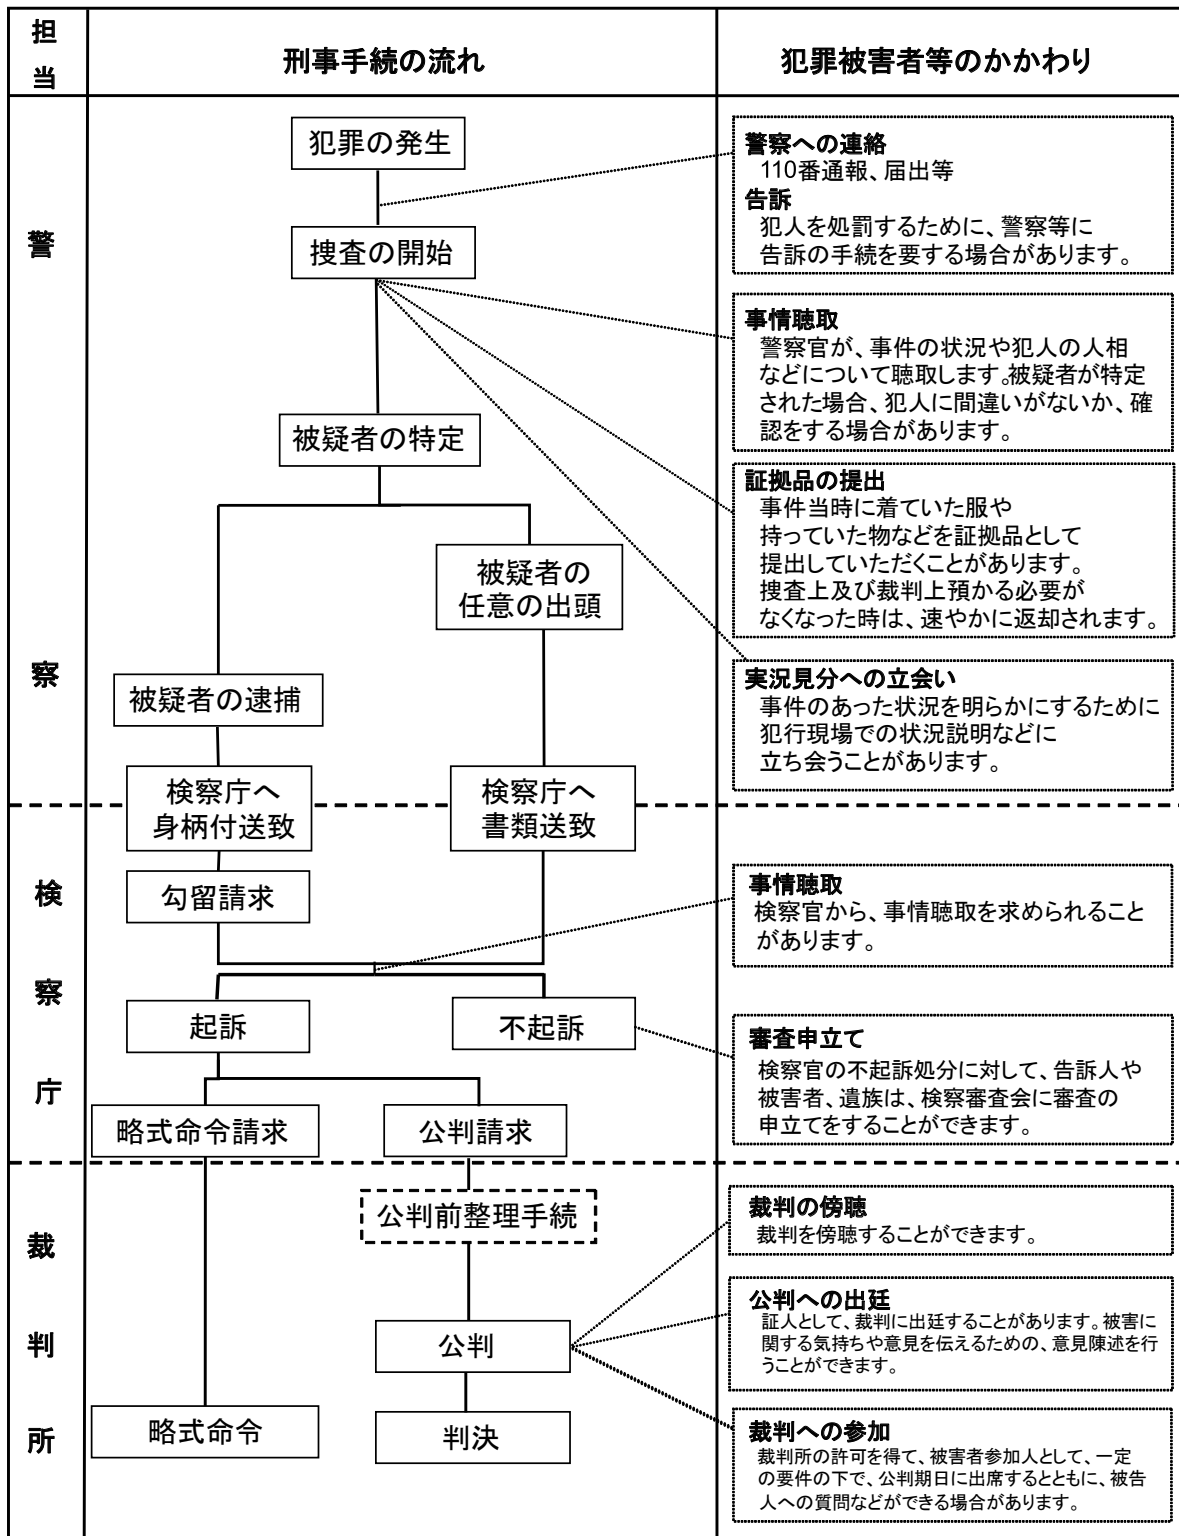 担
当
刑事手続の流れ
犯罪被害者等のかかわり
警
察
犯罪の発生
捜査の開始
被疑者の特定
被疑者の
任意の出頭
被疑者の逮捕
検察庁へ
身柄付送致
検察庁へ
書類送致
警察への連絡
110番通報、届出等
告訴
犯人を処罰するために、警察等に
告訴の手続を要する場合があります。
事情聴取
警察官が、事件の状況や犯人の人相
などについて聴取します。被疑者が特定
された場合、犯人に間違いがないか、確
認をする場合があります。
証拠品の提出
事件当時に着ていた服や
持っていた物などを証拠品として
提出していただくことがあります。
捜査上及び裁判上預かる必要が
なくなった時は、速やかに返却されます。
実況見分への立会い
事件のあった状況を明らかにするために
犯行現場での状況説明などに
立ち会うことがあります。
検
察
庁
勾留請求
起訴
不起訴
略式命令請求
公判請求
事情聴取
検察官から、事情聴取を求められること
があります。
審査申立て
検察官の不起訴処分に対して、告訴人や
被害者、遺族は、検察審査会に審査の
申立てをすることができます。
裁
判
所
公判前整理手続
公判
略式命令
判決
裁判の傍聴
裁判を傍聴することができます。
公判への出廷
証人として、裁判に出廷することがあります。被害に
関する気持ちや意見を伝えるための、意見陳述を行
うことができます。
裁判への参加
裁判所の許可を得て、被害者参加人として、一定
の要件の下で、公判期日に出席するとともに、被告
人への質問などができる場合があります。